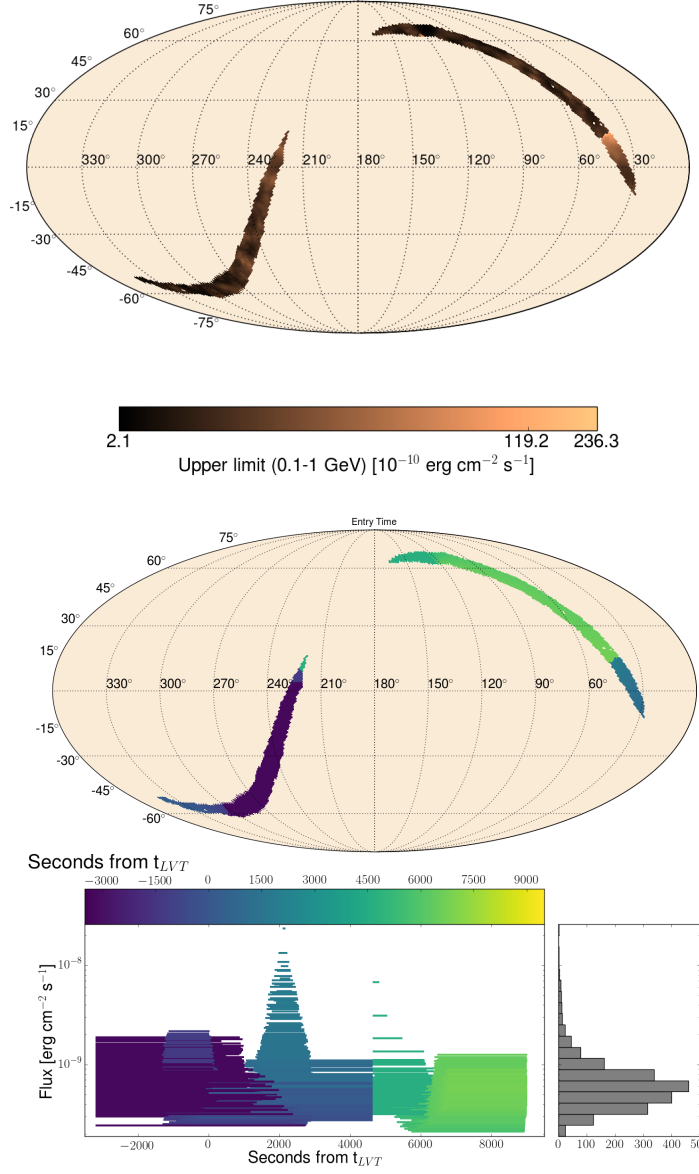 75°
60°
45°
30°
15°
330° 300° 270° 240° 210° 180° 150° 120° 90° 60° 30°
-15°
-30°
-45°
-60°
-75°
2.1 119.2 236.3
Upper limit (0.1-1 GeV) [10⁻¹⁰ erg cm⁻² s⁻¹]
Entry Time
75°
60°
45°
30°
15°
330 300 270 240 210 180 150 120 90 60
-15°
-30°
-45°
-60°
Seconds from t_LVT
−3000 −1500 0 1500 3000 4500 6000 7500 9000
Flux [erg cm⁻² s⁻¹]
10⁻⁸
10⁻⁹
−2000 0 2000 4000 6000 8000
0 100 200 300 400 50
Seconds from t_LVT